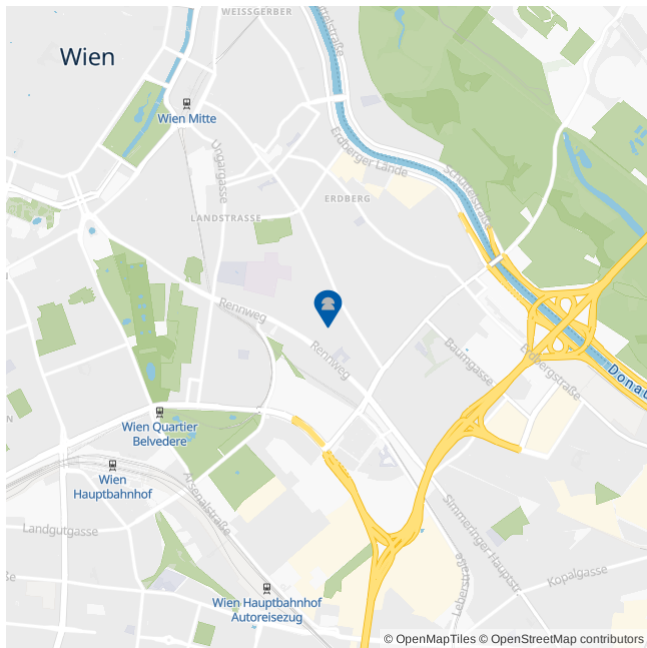 WEISSGERBER
Wien
Wien Mitte
Ungargasse
Erdberger Lände
Schüttelstraße
ERDBERG
LANDSTRASSE
Rennweg
Rennweg
Baumgasse
Erdbergstraße
Donau
Wien Quartier
Belvedere
Wien
Hauptbahnhof
Arsenalstraße
Landgutgasse
Simmeringer Hauptstr.
Leberstraße
Kopalgasse
Wien Hauptbahnhof
Autoreisezug
© OpenMapTiles © OpenStreetMap contributors